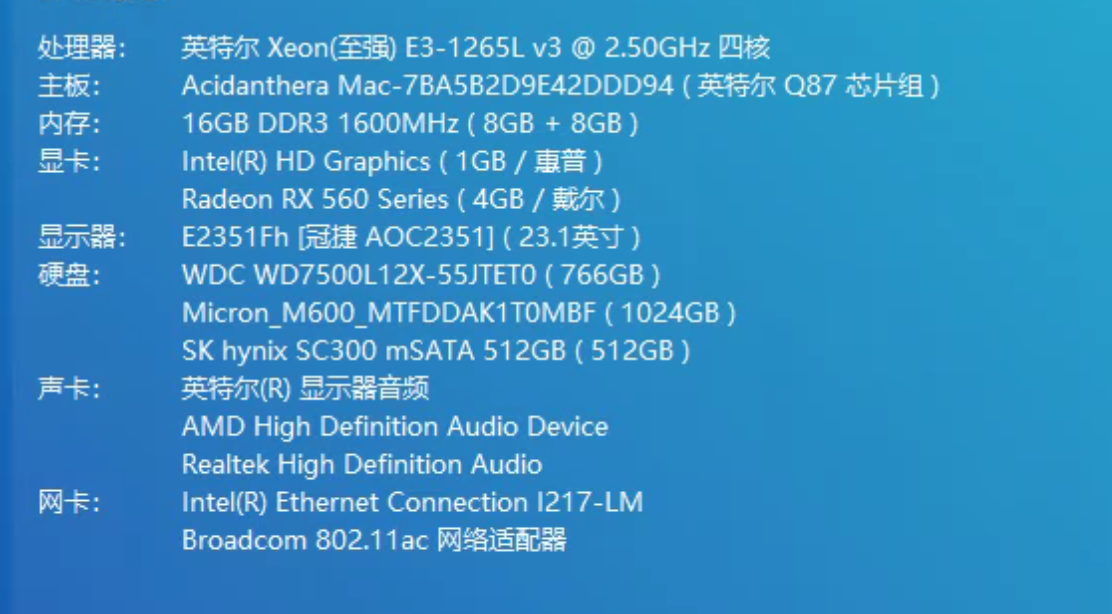 处理器： 英特尔 Xeon(至强) E3-1265L v3 @ 2.50GHz 四核
主板： Acidanthera Mac-7BA5B2D9E42DDD94 ( 英特尔 Q87 芯片组 )
内存： 16GB DDR3 1600MHz ( 8GB + 8GB )
显卡： Intel(R) HD Graphics ( 1GB / 惠普 )
Radeon RX 560 Series ( 4GB / 戴尔 )
显示器： E2351Fh [冠捷 AOC2351] ( 23.1英寸 )
硬盘： WDC WD7500L12X-55JTET0 ( 766GB )
Micron_M600_MTFDDAK1T0MBF ( 1024GB )
SK hynix SC300 mSATA 512GB ( 512GB )
声卡： 英特尔(R) 显示器音频
AMD High Definition Audio Device
Realtek High Definition Audio
网卡： Intel(R) Ethernet Connection I217-LM
Broadcom 802.11ac 网络适配器